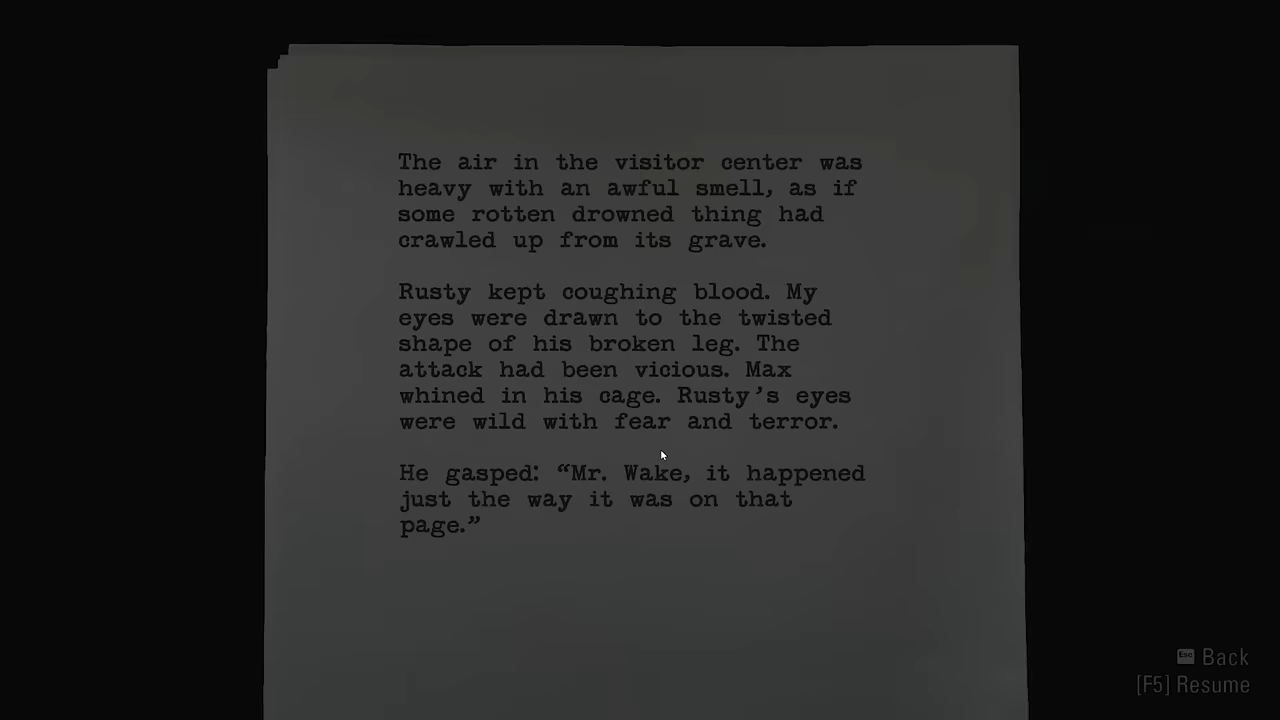 The air in the visitor center was
heavy with an awful smell, as if
some rotten drowned thing had
crawled up from its grave.
Rusty kept coughing blood. My
eyes were drawn to the twisted
shape of his broken leg. The
attack had been vicious. Max
whined in his cage. Rusty’s eyes
were wild with fear and terror.
He gasped: “Mr. Wake, it happened
just the way it was on that
page.”
Esc Back
[F5] Resume